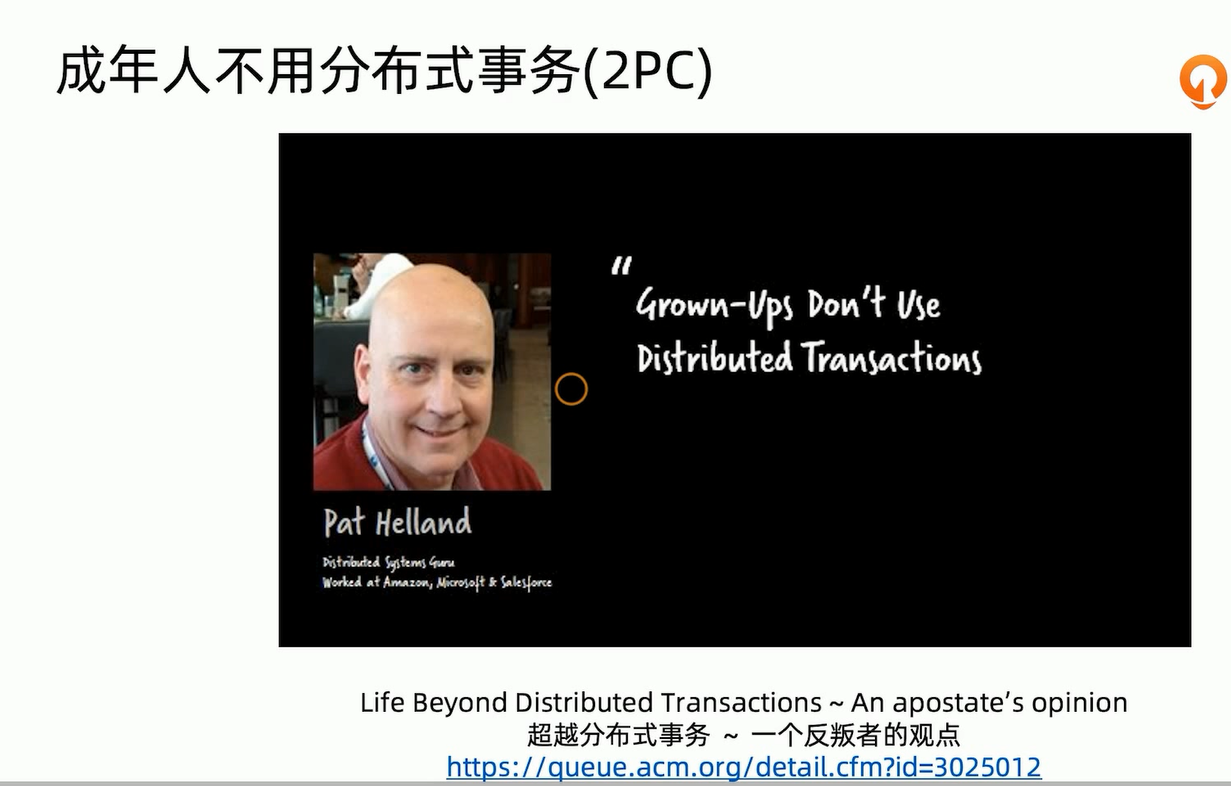 成年人不用分布式事务(2PC)
“
Grown-Ups Don't Use
Distributed Transactions
Pat Helland
Distributed Systems Guru
Worked at Amazon, Microsoft & Salesforce
Life Beyond Distributed Transactions ~ An apostate’s opinion
超越分布式事务 ~ 一个反叛者的观点
https://queue.acm.org/detail.cfm?id=3025012